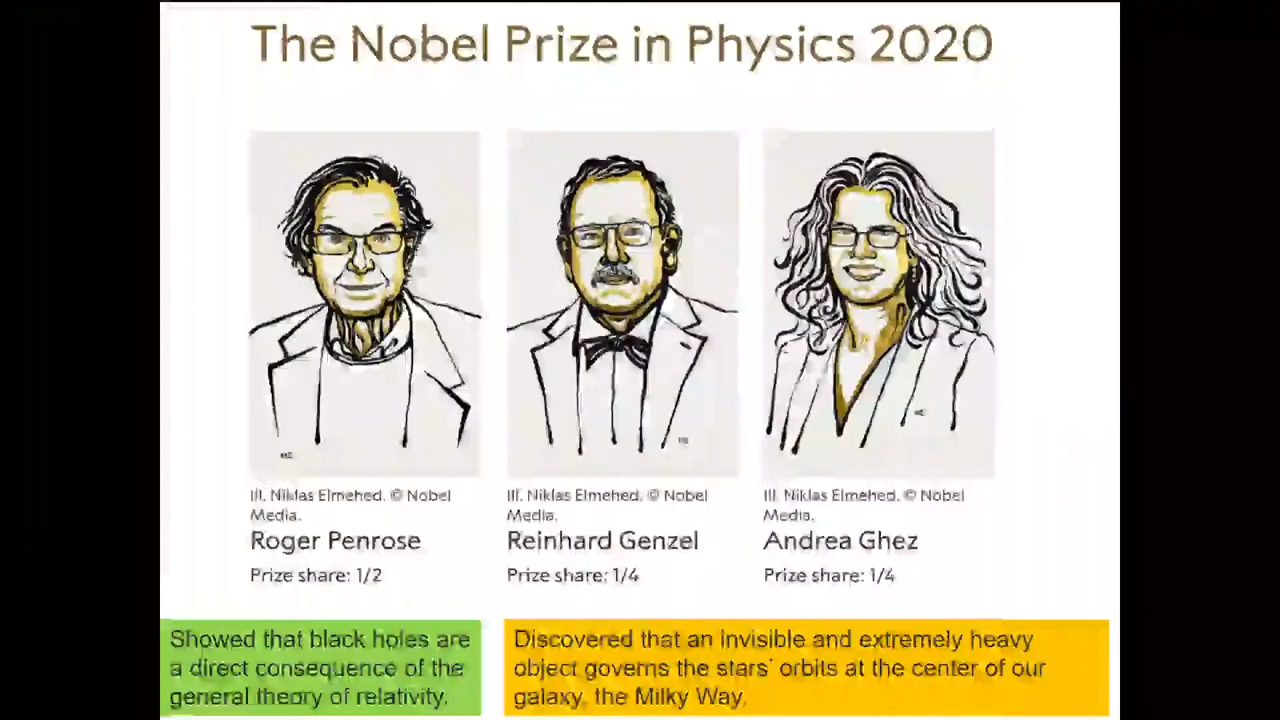 The Nobel Prize in Physics 2020
Ill. Niklas Elmehed. © Nobel
Media.
Roger Penrose
Prize share: 1/2
Ill. Niklas Elmehed. © Nobel
Media.
Reinhard Genzel
Prize share: 1/4
Ill. Niklas Elmehed. © Nobel
Media.
Andrea Ghez
Prize share: 1/4
Showed that black holes are
a direct consequence of the
general theory of relativity.
Discovered that an invisible and extremely heavy
object governs the stars' orbits at the center of our
galaxy, the Milky Way.